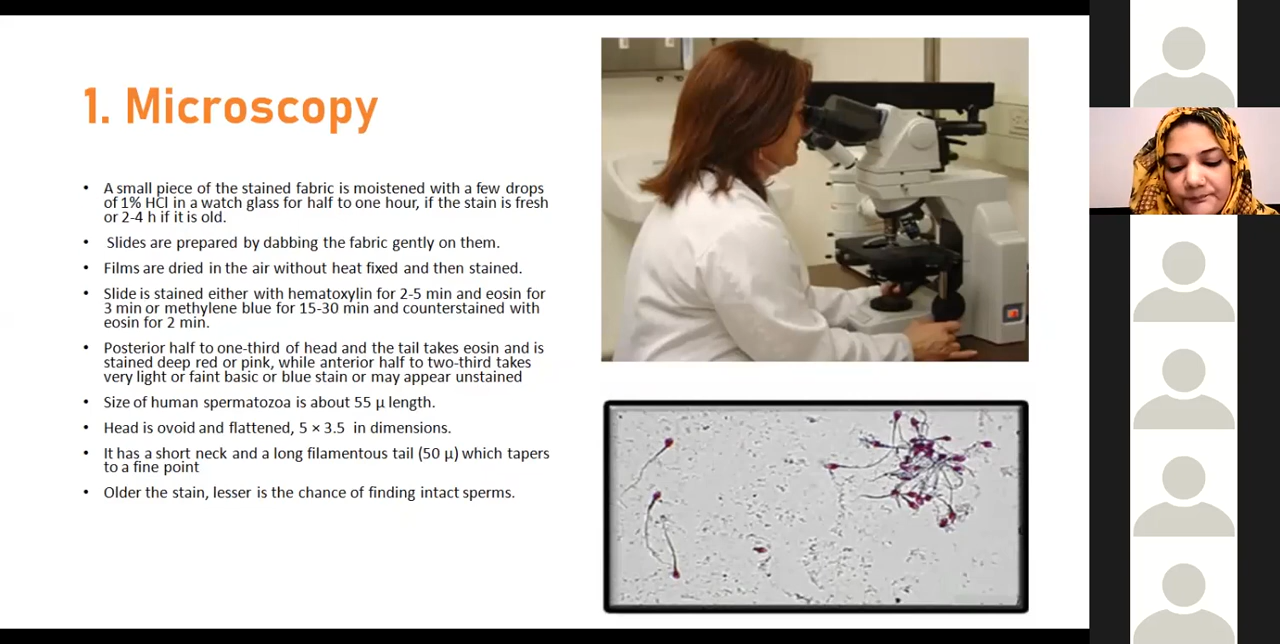 1. Microscopy
• A small piece of the stained fabric is moistened with a few drops
of 1% HCl in a watch glass for half to one hour, if the stain is fresh
or 2-4 h if it is old.
• Slides are prepared by dabbing the fabric gently on them.
• Films are dried in the air without heat fixed and then stained.
• Slide is stained either with hematoxylin for 2-5 min and eosin for
3 min or methylene blue for 15-30 min and counterstained with
eosin for 2 min.
• Posterior half to one-third of head and the tail takes eosin and is
stained deep red or pink, while anterior half to two-third takes
very light or faint basic or blue stain or may appear unstained
• Size of human spermatozoa is about 55 μ length.
• Head is ovoid and flattened, 5 × 3.5 in dimensions.
• It has a short neck and a long filamentous tail (50 μ) which tapers
to a fine point
• Older the stain, lesser is the chance of finding intact sperms.